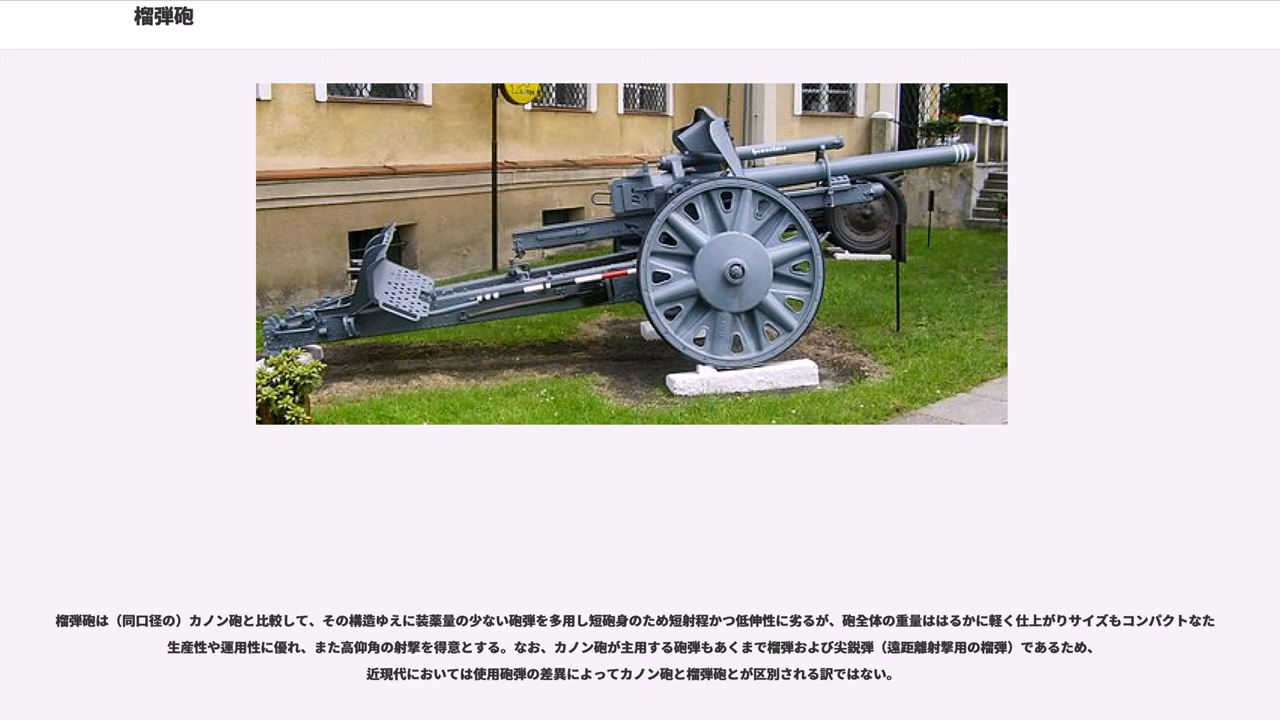 榴弾砲
榴弾砲は（同口径の）カノン砲と比較して、その構造ゆえに装薬量の少ない砲弾を多用し短砲身のため短射程かつ低伸性に劣るが、砲全体の重量ははるかに軽く仕上がりサイズもコンパクトなた
生産性や運用性に優れ、また高仰角の射撃を得意とする。なお、カノン砲が主用する砲弾もあくまで榴弾および尖鋭弾（遠距離射撃用の榴弾）であるため、
近現代においては使用砲弾の差異によってカノン砲と榴弾砲とが区別される訳ではない。